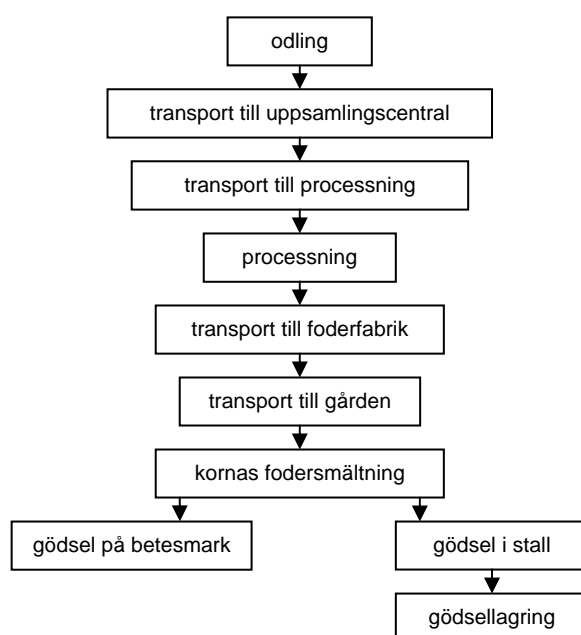 odling
transport till uppsamlingscentral
transport till processning
processning
transport till foderfabrik
transport till gården
kornas fodersmältning
gödsel på betesmark
gödsel i stall
gödsellagring